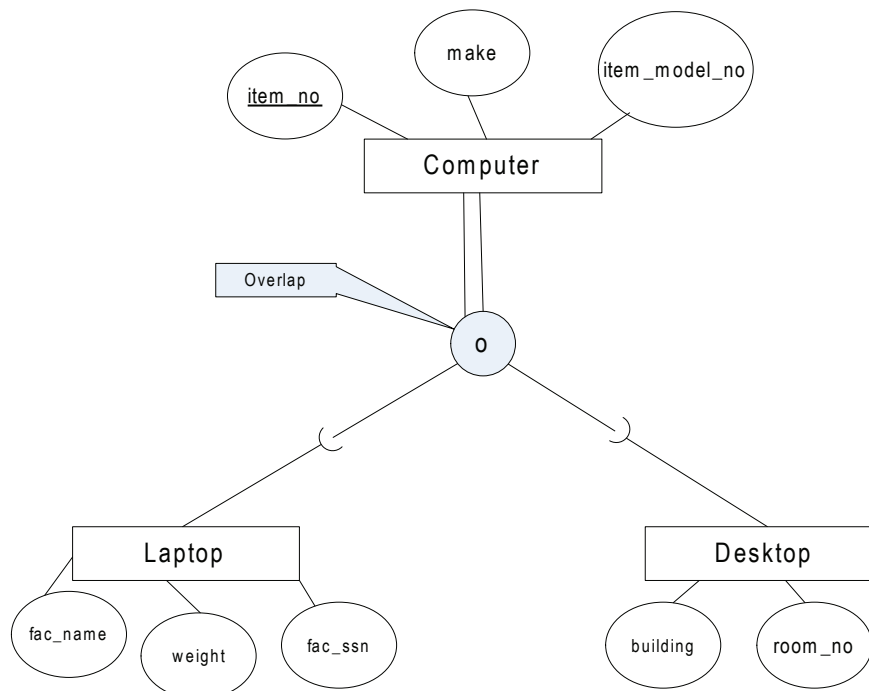 make
item_model_no
item_no
Computer
Overlap
o
Laptop
Desktop
fac_name
weight
fac_ssn
building
room_no